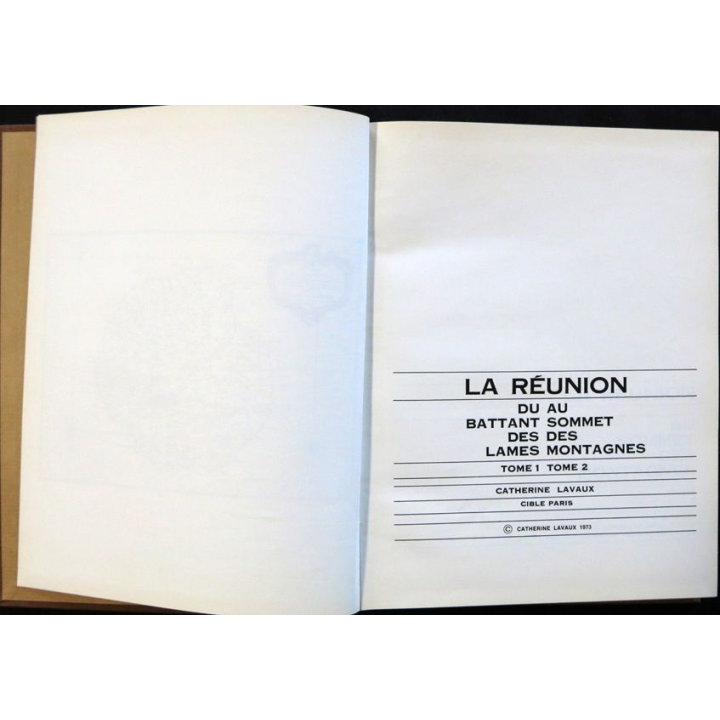 LA RÉUNION
DU AU
BATTANT SOMMET
DES DES
LAMES MONTAGNES
TOME 1 TOME 2
CATHERINE LAVAUX
CIBLE PARIS
© CATHERINE LAVAUX 1973